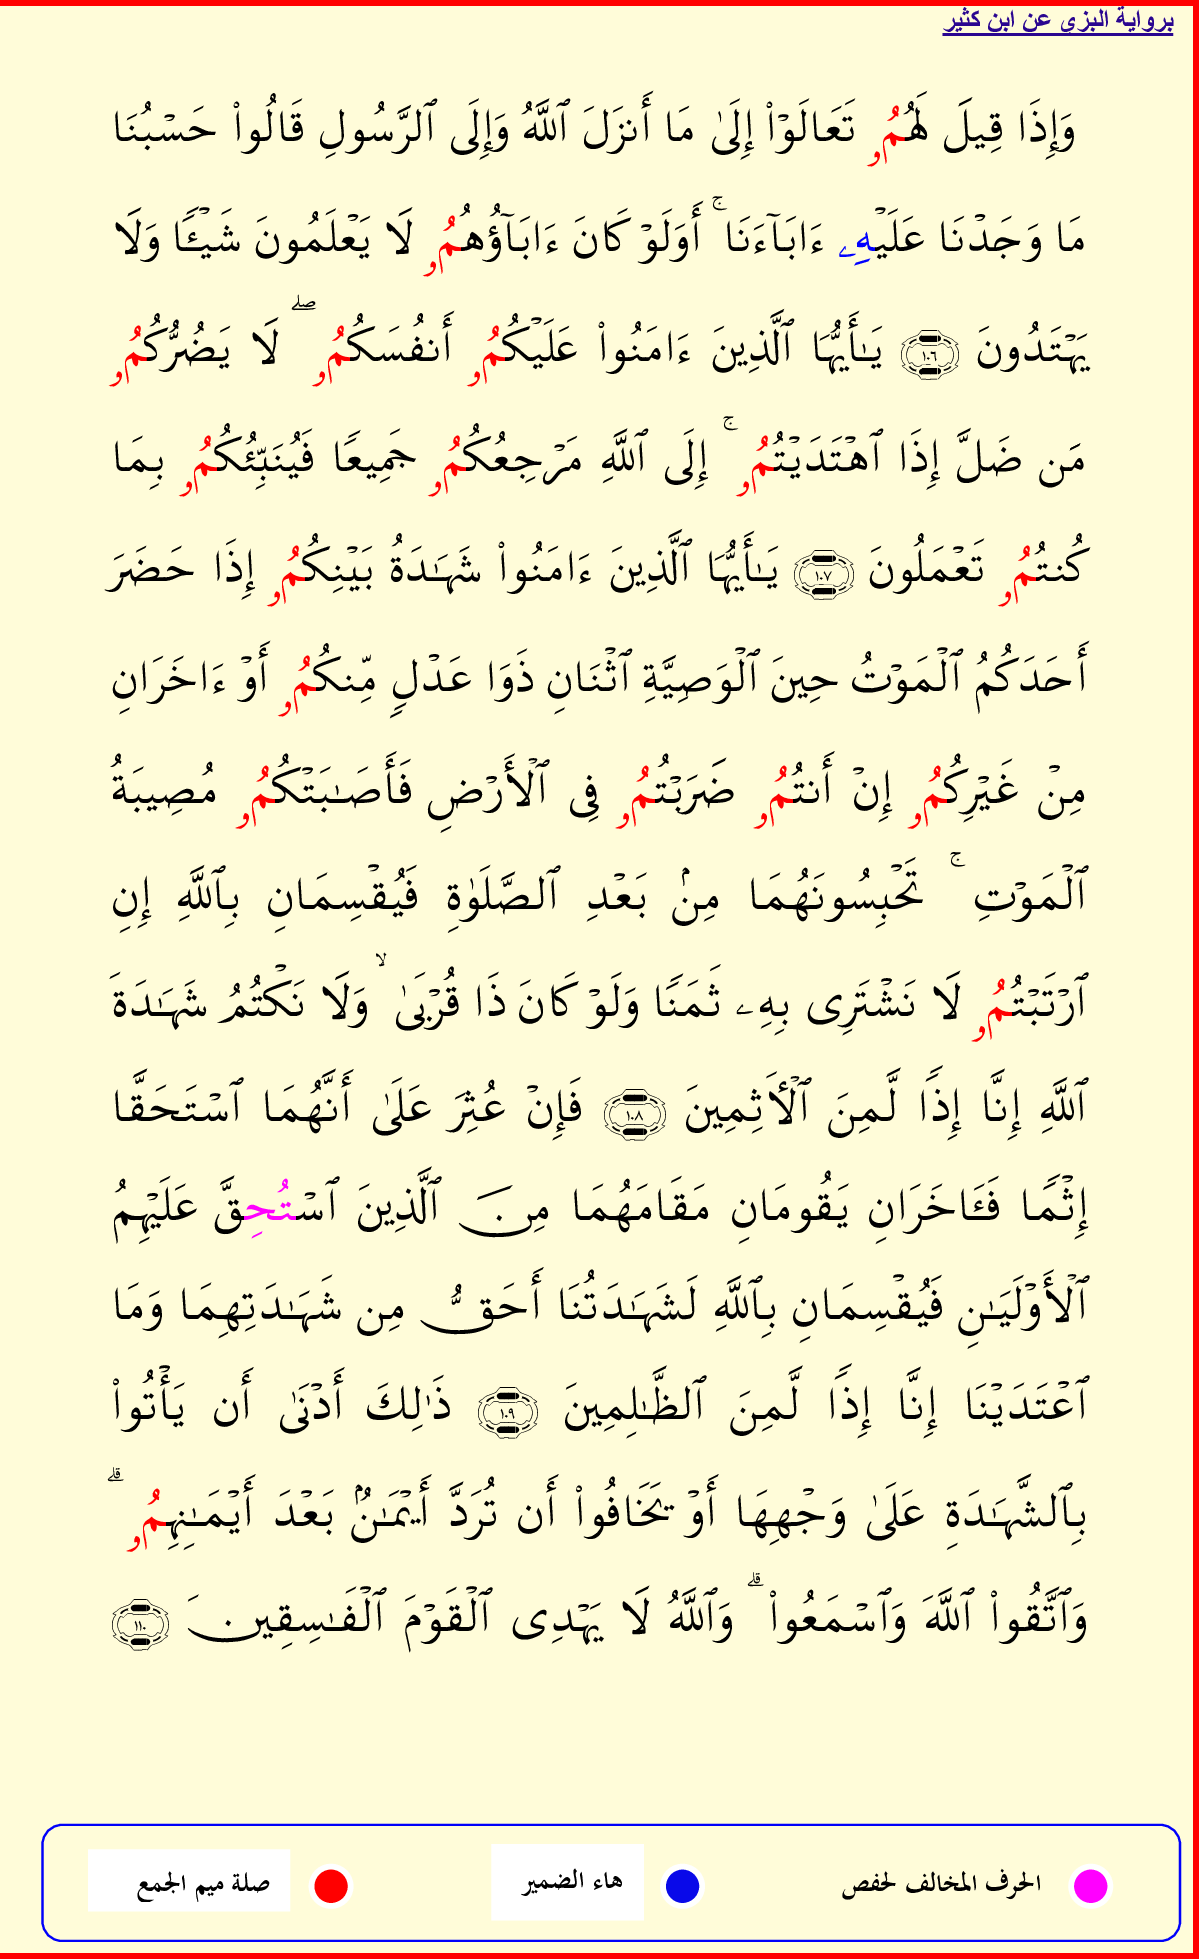 برواية البزي عن ابن كثير
وَإِذَا قِيلَ لَهُمُۥ تَعَالَوۡاْ إِلَىٰ مَا أَنزَلَ ٱللَّهُ وَإِلَى ٱلرَّسُولِ قَالُواْ حَسۡبُنَا
مَا وَجَدۡنَا عَلَيۡهِۦ ءَابَآءَنَاۚ أَوَلَوۡ كَانَ ءَابَآؤُهُمُۥ لَا يَعۡلَمُونَ شَيۡـًٔا وَلَا
يَهۡتَدُونَ ١٠٦ يَـٰأَيُّهَا ٱلَّذِينَ ءَامَنُواْ عَلَيۡكُمُۥ أَنفُسَكُمُۥۖ لَا يَضُرُّكُمُۥ
مَن ضَلَّ إِذَا ٱهۡتَدَيۡتُمُۥۚ إِلَى ٱللَّهِ مَرۡجِعُكُمُۥ جَمِيعًا فَيُنَبِّئُكُمُۥ بِمَا
كُنتُمُۥ تَعۡمَلُونَ ١٠٧ يَـٰأَيُّهَا ٱلَّذِينَ ءَامَنُواْ شَهَـٰدَةُ بَيۡنِكُمُۥ إِذَا حَضَرَ
أَحَدَكُمُ ٱلۡمَوۡتُ حِينَ ٱلۡوَصِيَّةِ ٱثۡنَانِ ذَوَا عَدۡلٖ مِّنكُمُۥ أَوۡ ءَاخَرَانِ
مِنۡ غَيۡرِكُمُۥ إِنۡ أَنتُمُۥ ضَرَبۡتُمُۥ فِى ٱلۡأَرۡضِ فَأَصَـٰبَتۡكُمُۥ مُصِيبَةُ
ٱلۡمَوۡتِۚ تَحۡبِسُونَهُمَا مِنۢ بَعۡدِ ٱلصَّلَوٰةِ فَيُقۡسِمَانِ بِٱللَّهِ إِنِ
ٱرۡتَبۡتُمُۥ لَا نَشۡتَرِى بِهِۦ ثَمَنًا وَلَوۡ كَانَ ذَا قُرۡبَىٰۙ وَلَا نَكۡتُمُ شَهَـٰدَةَ
ٱللَّهِ إِنَّا إِذًا لَّمِنَ ٱلۡأٓثِمِينَ ١٠٨ فَإِنۡ عُثِرَ عَلَىٰ أَنَّهُمَا ٱسۡتَحَقَّا
إِثۡمًا فَـَٔاخَرَانِ يَقُومَانِ مَقَامَهُمَا مِنَ ٱلَّذِينَ ٱسۡتُحِقَّ عَلَيۡهِمُ
ٱلۡأَوۡلَيَـٰنِ فَيُقۡسِمَانِ بِٱللَّهِ لَشَهَـٰدَتُنَا أَحَقُّ مِن شَهَـٰدَتِهِمَا وَمَا
ٱعۡتَدَيۡنَا إِنَّا إِذًا لَّمِنَ ٱلظَّـٰلِمِينَ ١٠٩ ذَٰلِكَ أَدۡنَىٰ أَن يَأۡتُواْ
بِٱلشَّهَـٰدَةِ عَلَىٰ وَجۡهِهَا أَوۡ يَخَافُواْ أَن تُرَدَّ أَيۡمَـٰنُۢ بَعۡدَ أَيۡمَـٰنِهِمُۥۗ
وَٱتَّقُواْ ٱللَّهَ وَٱسۡمَعُواْۗ وَٱللَّهُ لَا يَهۡدِى ٱلۡقَوۡمَ ٱلۡفَـٰسِقِينَ ١١٠
الحرف المخالف لحفص هاء الضمير صلة ميم الجمع